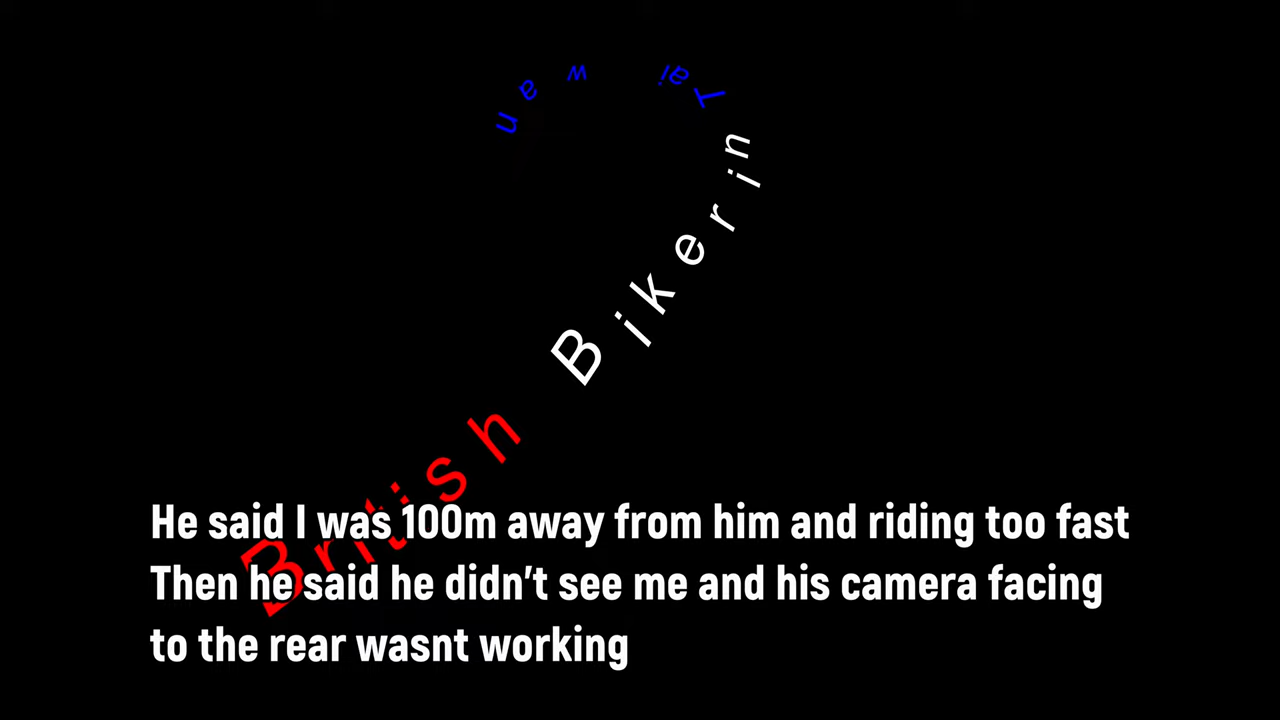 British Biker in Taiwan
He said I was 100m away from him and riding too fast
Then he said he didn't see me and his camera facing
to the rear wasnt working